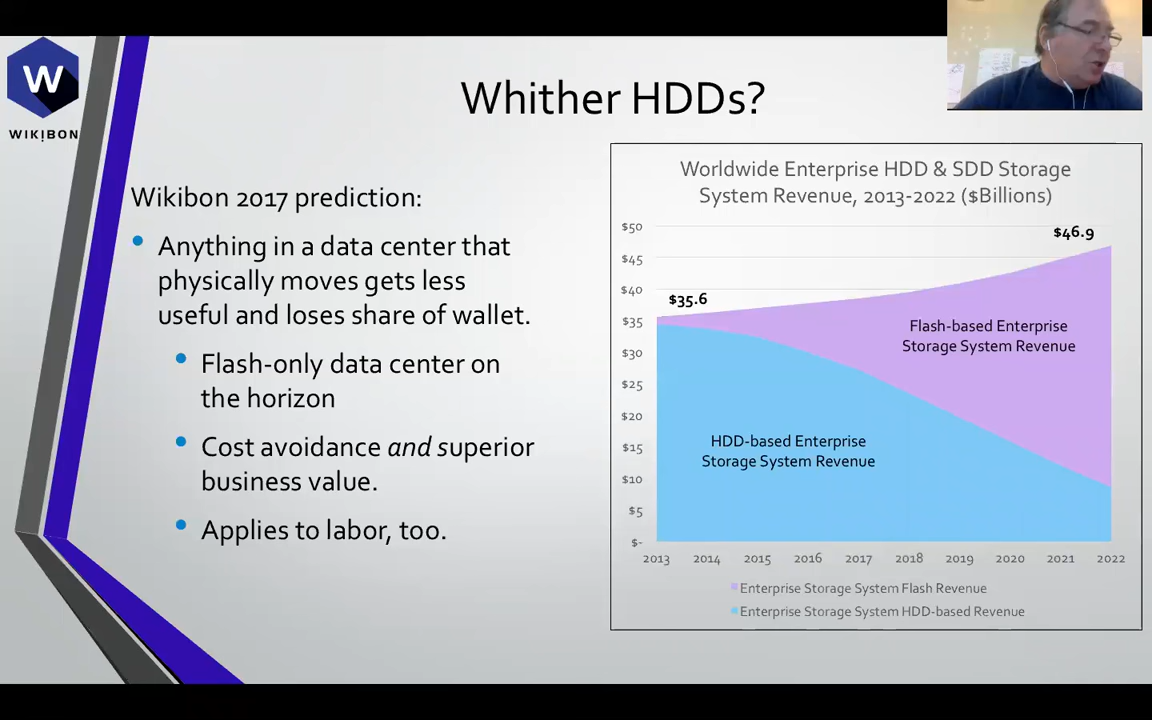 W
WIKIBON
Whither HDDs?
Wikibon 2017 prediction:
Anything in a data center that
physically moves gets less
useful and loses share of wallet.
Flash-only data center on
the horizon
Cost avoidance and superior
business value.
Applies to labor, too.
Worldwide Enterprise HDD & SDD Storage
System Revenue, 2013-2022 ($Billions)
$50
$45
$40
$35
$30
$25
$20
$15
$10
$5
$-
$35.6
$46.9
Flash-based Enterprise
Storage System Revenue
HDD-based Enterprise
Storage System Revenue
2013 2014 2015 2016 2017 2018 2019 2020 2021 2022
Enterprise Storage System Flash Revenue
Enterprise Storage System HDD-based Revenue